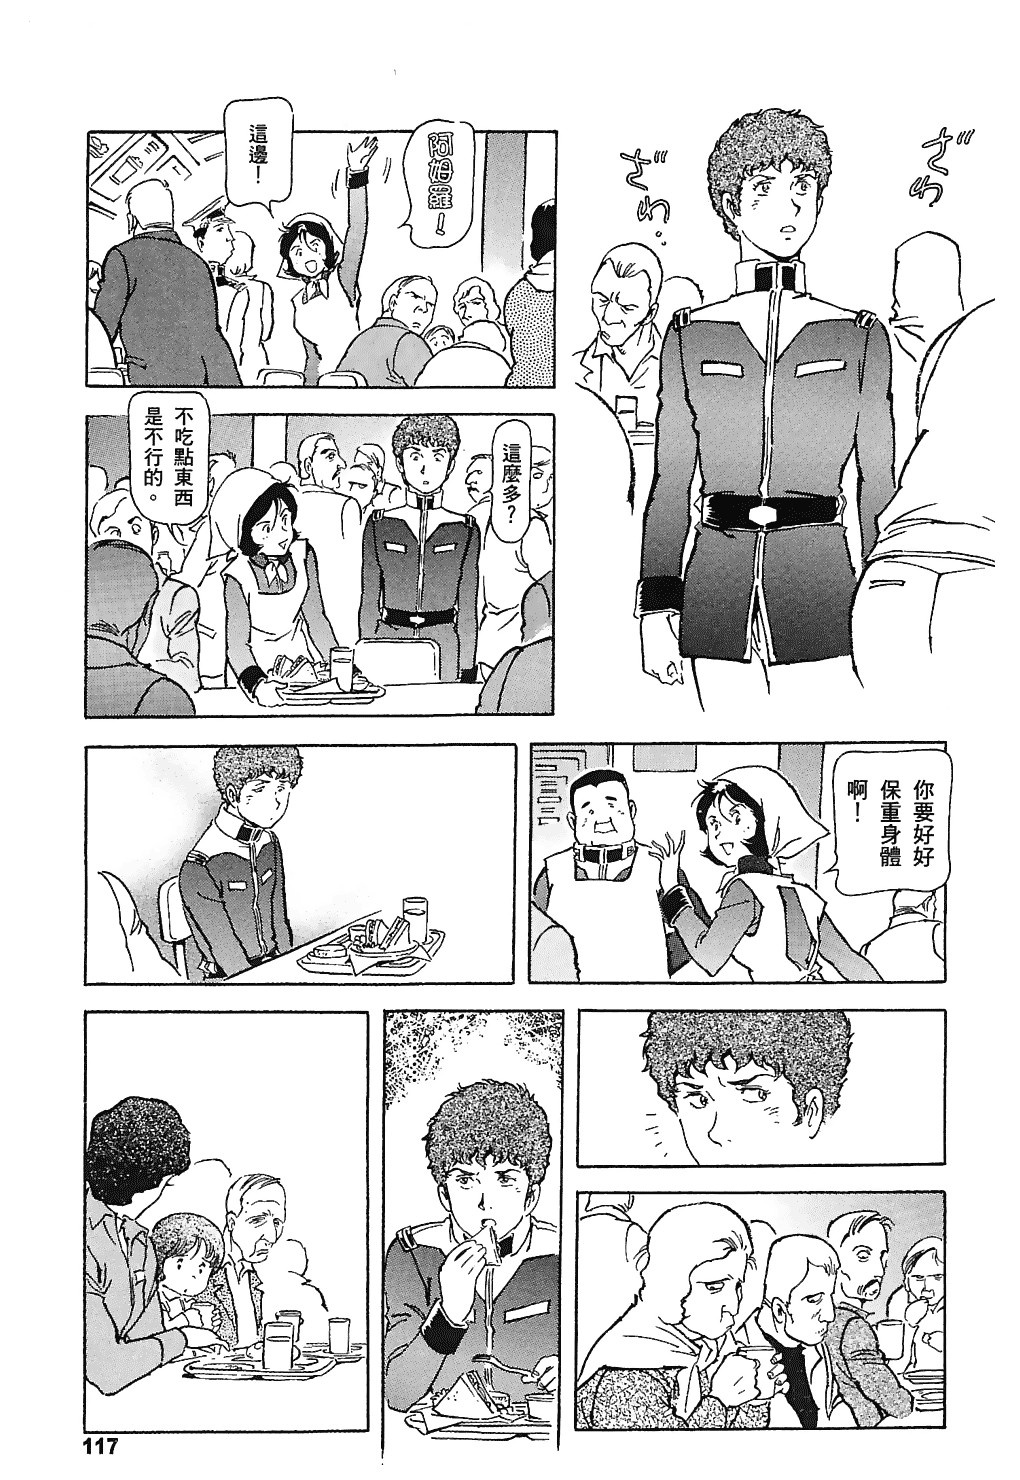 ざわ
ざわ
阿姆羅！
這邊！
這麼多？
不吃點東西
是不行的。
你要好好
保重身體
啊！
117